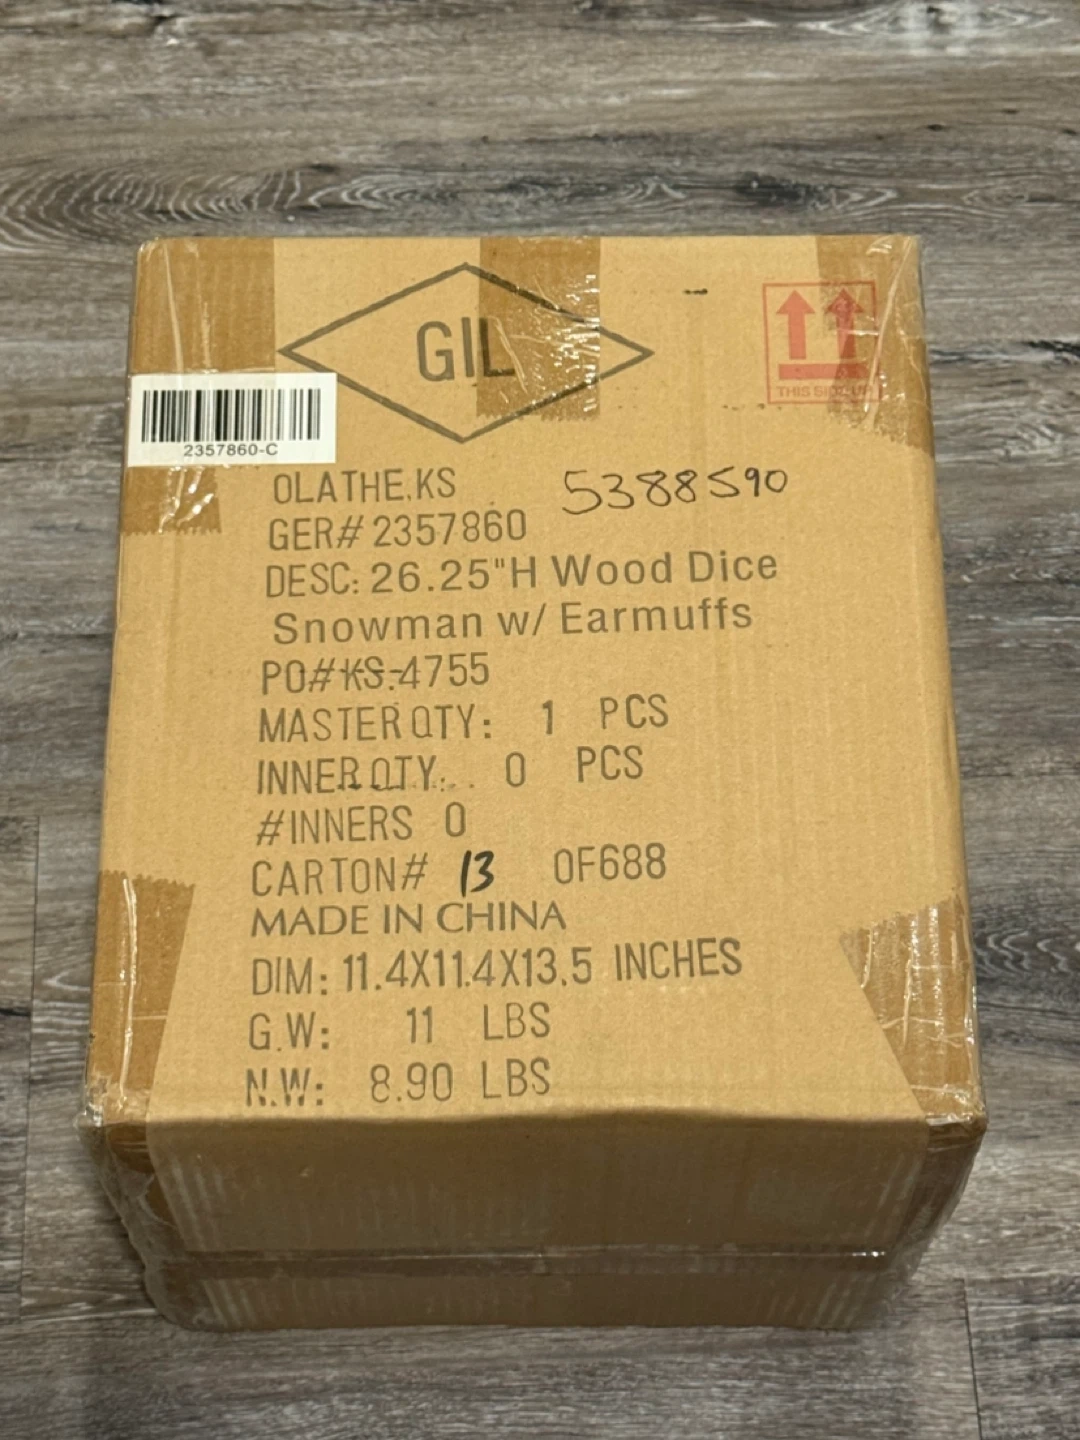 GIL
THIS SIDE UP
2357860-C
OLATHE,KS
5388590
GER# 2357860
DESC: 26.25"H Wood Dice
Snowman w/ Earmuffs
PO#KS-4755
MASTER QTY: 1 PCS
INNER QTY: 0 PCS
#INNERS 0
CARTON# 13 OF688
MADE IN CHINA
DIM: 11.4X11.4X13.5 INCHES
G.W: 11 LBS
N.W: 8.90 LBS